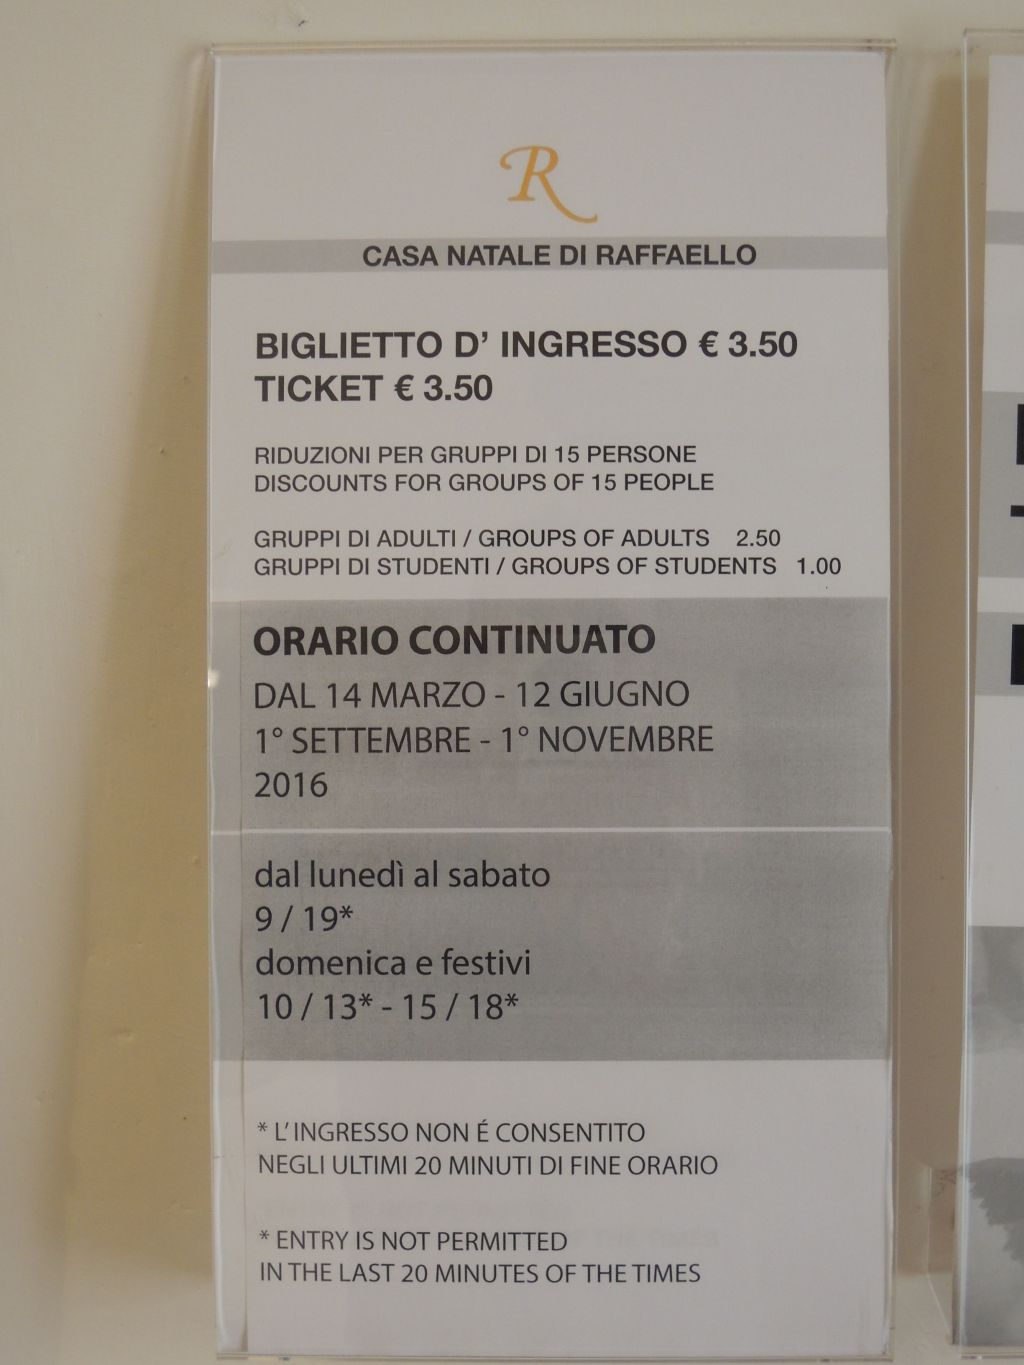 R
CASA NATALE DI RAFFAELLO
BIGLIETTO D' INGRESSO € 3.50
TICKET € 3.50
RIDUZIONI PER GRUPPI DI 15 PERSONE
DISCOUNTS FOR GROUPS OF 15 PEOPLE
GRUPPI DI ADULTI / GROUPS OF ADULTS 2.50
GRUPPI DI STUDENTI / GROUPS OF STUDENTS 1.00
ORARIO CONTINUATO
DAL 14 MARZO - 12 GIUGNO
1° SETTEMBRE - 1° NOVEMBRE
2016
dal lunedì al sabato
9 / 19*
domenica e festivi
10 / 13* - 15 / 18*
* L'INGRESSO NON É CONSENTITO
NEGLI ULTIMI 20 MINUTI DI FINE ORARIO
* ENTRY IS NOT PERMITTED
IN THE LAST 20 MINUTES OF THE TIMES